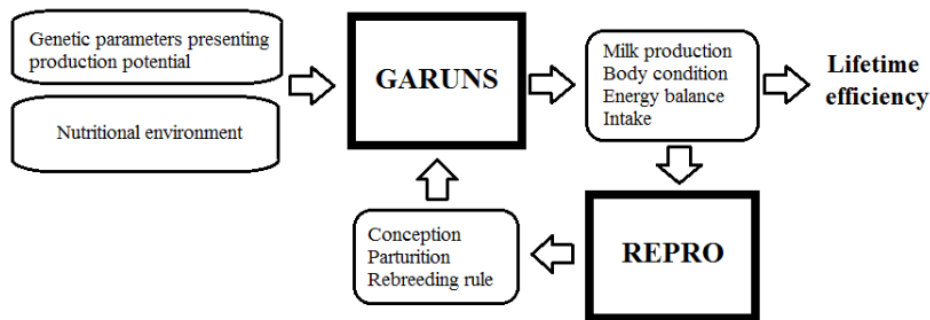 Genetic parameters presenting
production potential
Nutritional environment
GARUNS
Milk production
Body condition
Energy balance
Intake
Lifetime
efficiency
Conception
Parturition
Rebreeding rule
REPRO